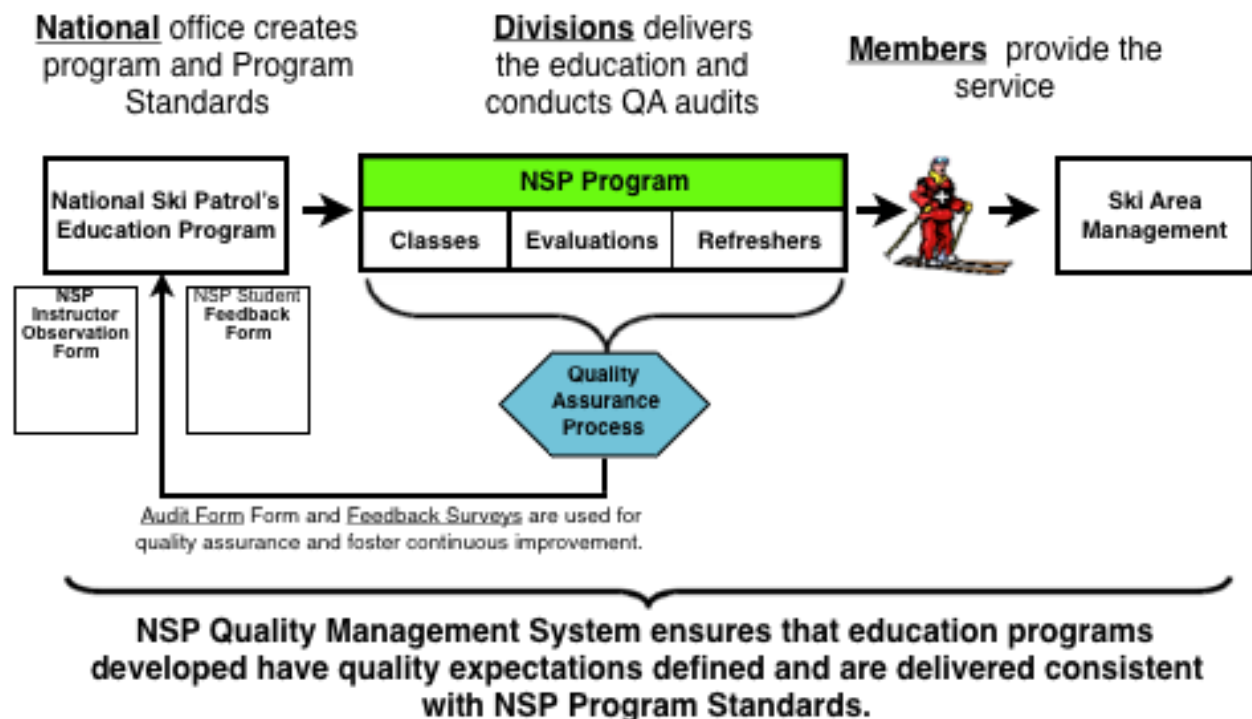 National office creates
program and Program
Standards
Divisions delivers
the education and
conducts QA audits
Members provide the
service
National Ski Patrol's
Education Program
NSP Program
Classes
Evaluations
Refreshers
Ski Area
Management
NSP
Instructor
Observation
Form
NSP Student
Feedback
Form
Quality
Assurance
Process
Audit Form Form and Feedback Surveys are used for
quality assurance and foster continuous improvement.
NSP Quality Management System ensures that education programs
developed have quality expectations defined and are delivered consistent
with NSP Program Standards.